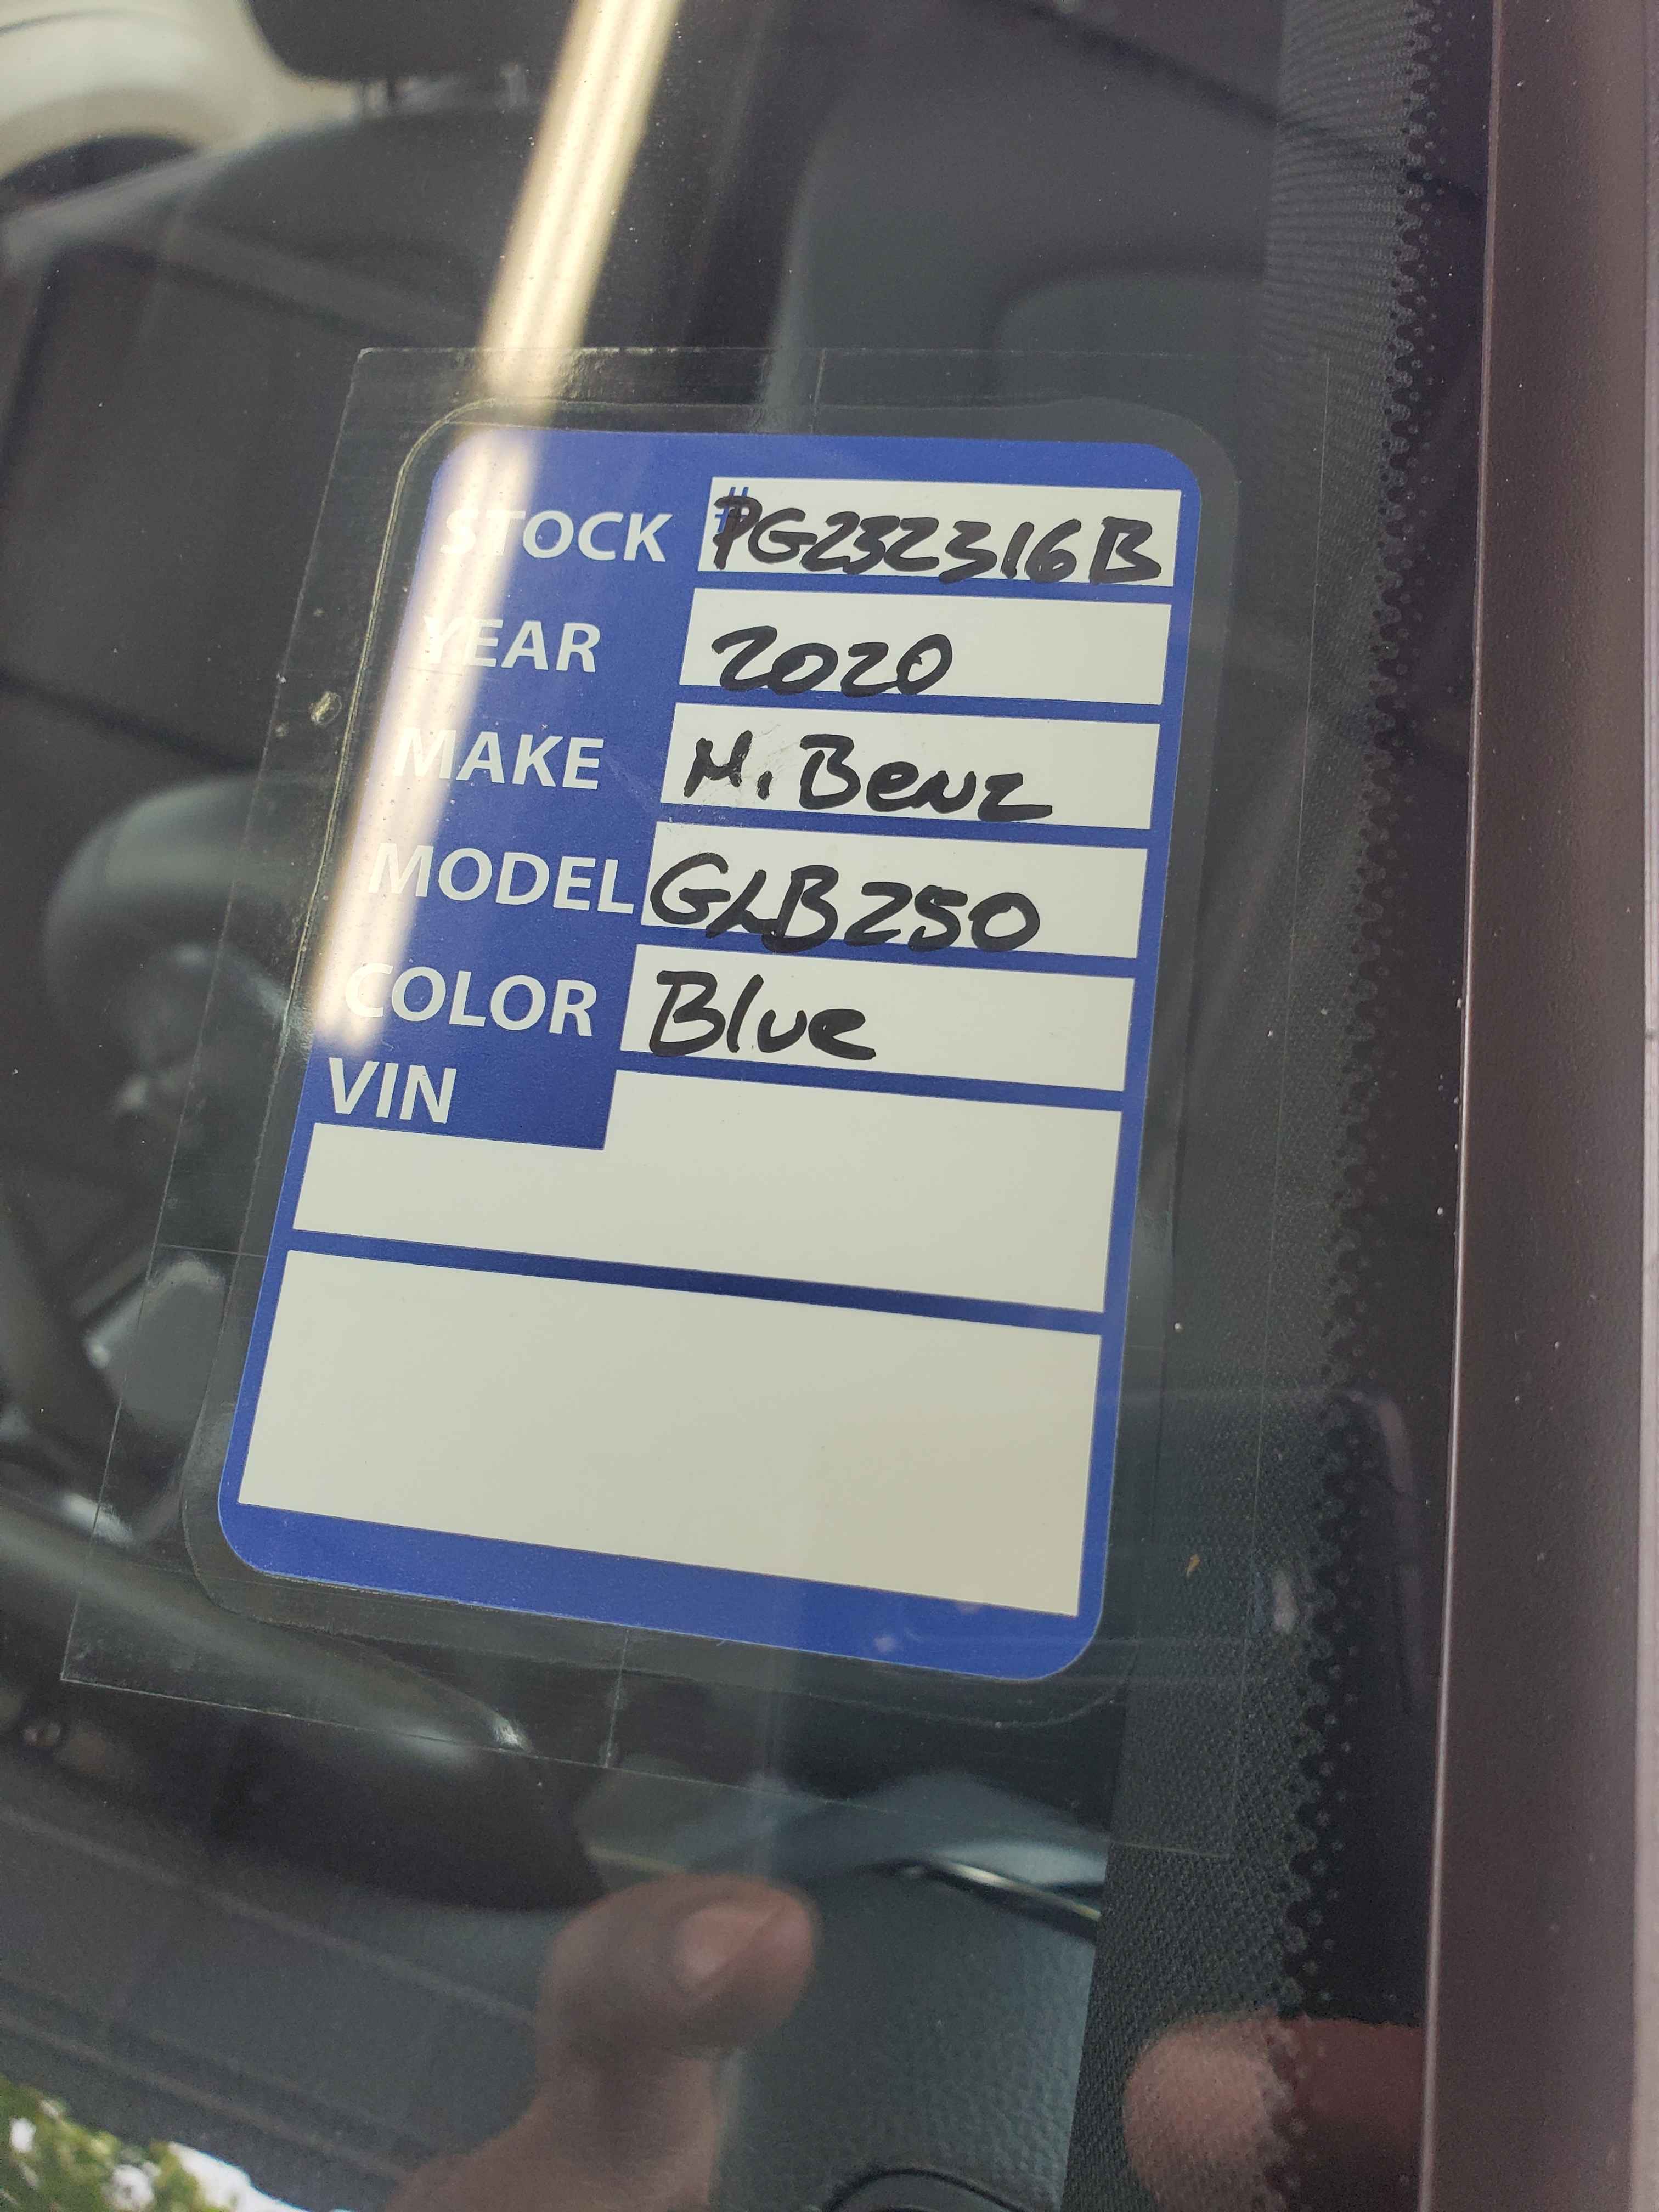 STOCK #PG232316B
YEAR 2020
MAKE M. Benz
MODEL GLB250
COLOR Blue
VIN